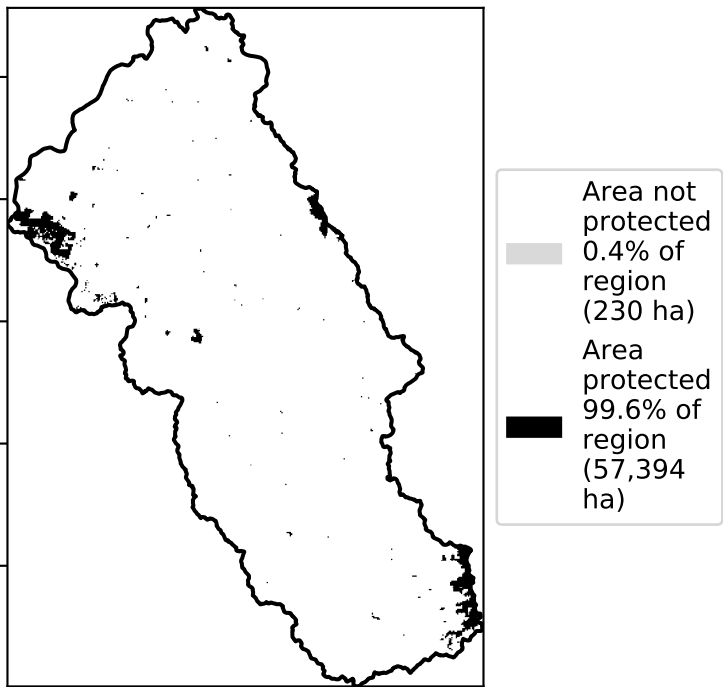 Area not
protected
0.4% of
region
(230 ha)
Area
protected
99.6% of
region
(57,394
ha)